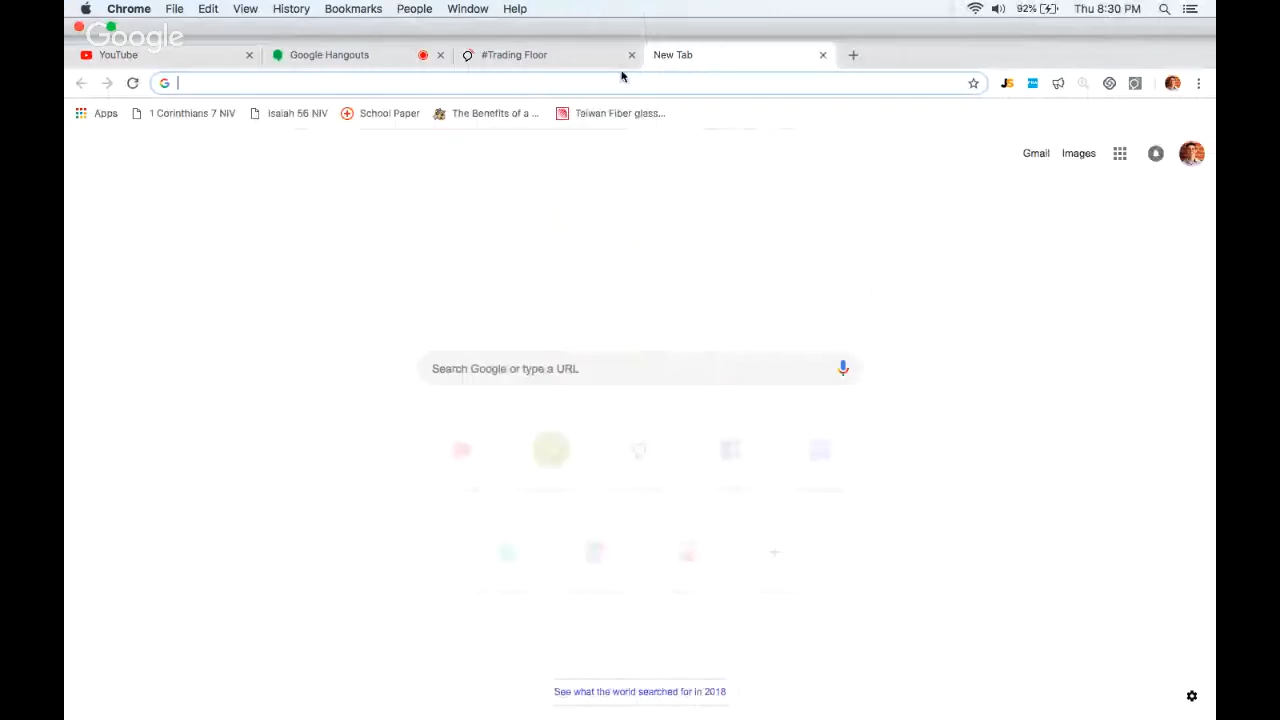 Chrome File Edit View History Bookmarks People Window Help 92% Thu 8:30 PM
Google
YouTube Google Hangouts #Trading Floor New Tab
Apps 1 Corinthians 7 NIV Isaiah 56 NIV School Paper The Benefits of a ... Taiwan Fiber glass...
Gmail Images
Search Google or type a URL
See what the world searched for in 2018